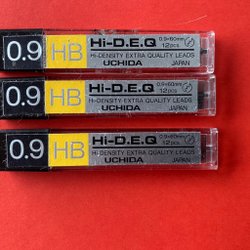 0.9 HB Hi-D.E.Q 0.9×60mm 12pcs.
Hi-DENSITY EXTRA QUALITY LEADS
UCHIDA JAPAN
0.9 HB Hi-D.E.Q 0.9×60mm 12pcs.
Hi-DENSITY EXTRA QUALITY LEADS
UCHIDA JAPAN
0.9 HB Hi-D.E.Q 0.9×60mm 12pcs.
Hi-DENSITY EXTRA QUALITY LEADS
UCHIDA JAPAN